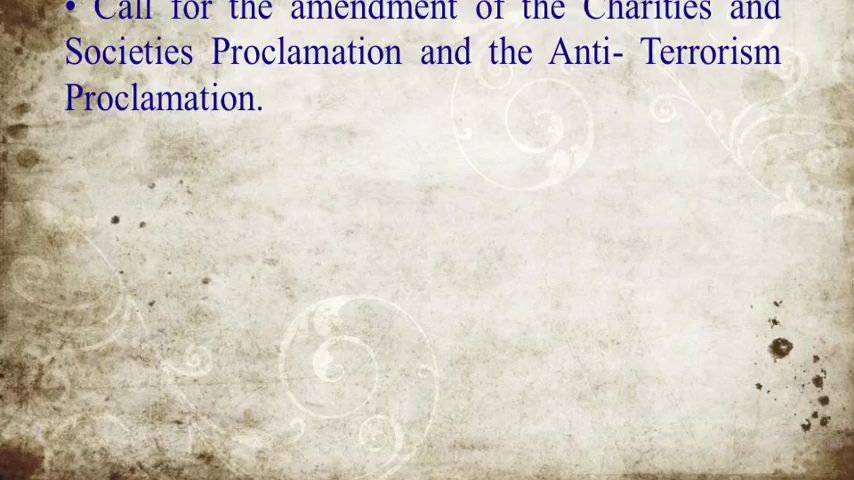 • Call for the amendment of the Charities and
Societies Proclamation and the Anti- Terrorism
Proclamation.